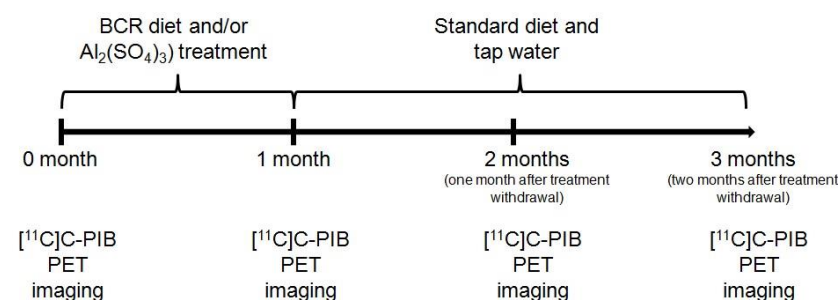 BCR diet and/or
Al₂(SO₄)₃) treatment
Standard diet and
tap water
0 month
1 month
2 months
(one month after treatment
withdrawal)
3 months
(two months after treatment
withdrawal)
[¹¹C]C-PIB
PET
imaging
[¹¹C]C-PIB
PET
imaging
[¹¹C]C-PIB
PET
imaging
[¹¹C]C-PIB
PET
imaging